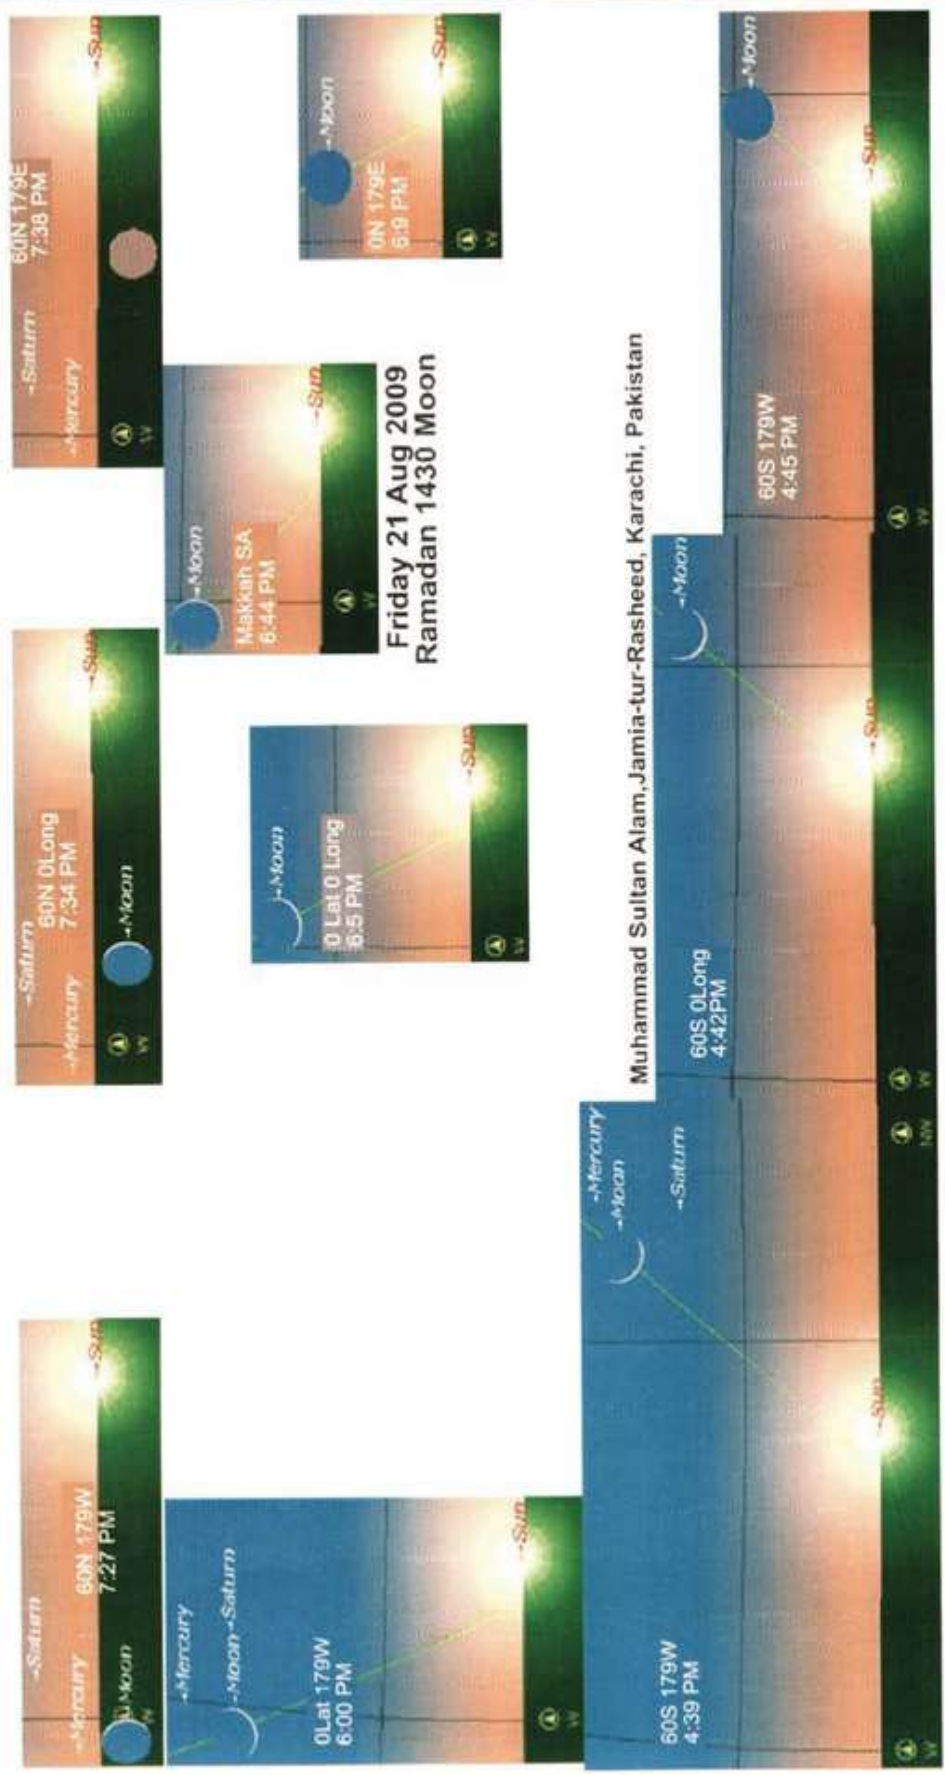 →Saturn
→Mercury
60N 179W
7:27 PM
Moon
→Sun
→Saturn
→Mercury
60N 0Long
7:34 PM
→Moon
→Sun
W
→Saturn
→Mercury
60N 179E
7:38 PM
→Sun
W
→Mercury
→Moon→Saturn
0Lat 179W
6:00 PM
→Sun
W
→Moon
0 Lat 0 Long
6:5 PM
→Sun
W
→Moon
Makkah SA
6:44 PM
→Sun
W
→Moon
0N 179E
6:9 PM
→Sun
W
Friday 21 Aug 2009
Ramadan 1430 Moon
Muhammad Sultan Alam,Jamia-tur-Rasheed, Karachi, Pakistan
→Mercury
→Moon
→Saturn
60S 179W
4:39 PM
→Sun
W
NW
→Moon
60S 0Long
4:42PM
→Sun
W
→Moon
60S 179W
4:45 PM
→Sun
W